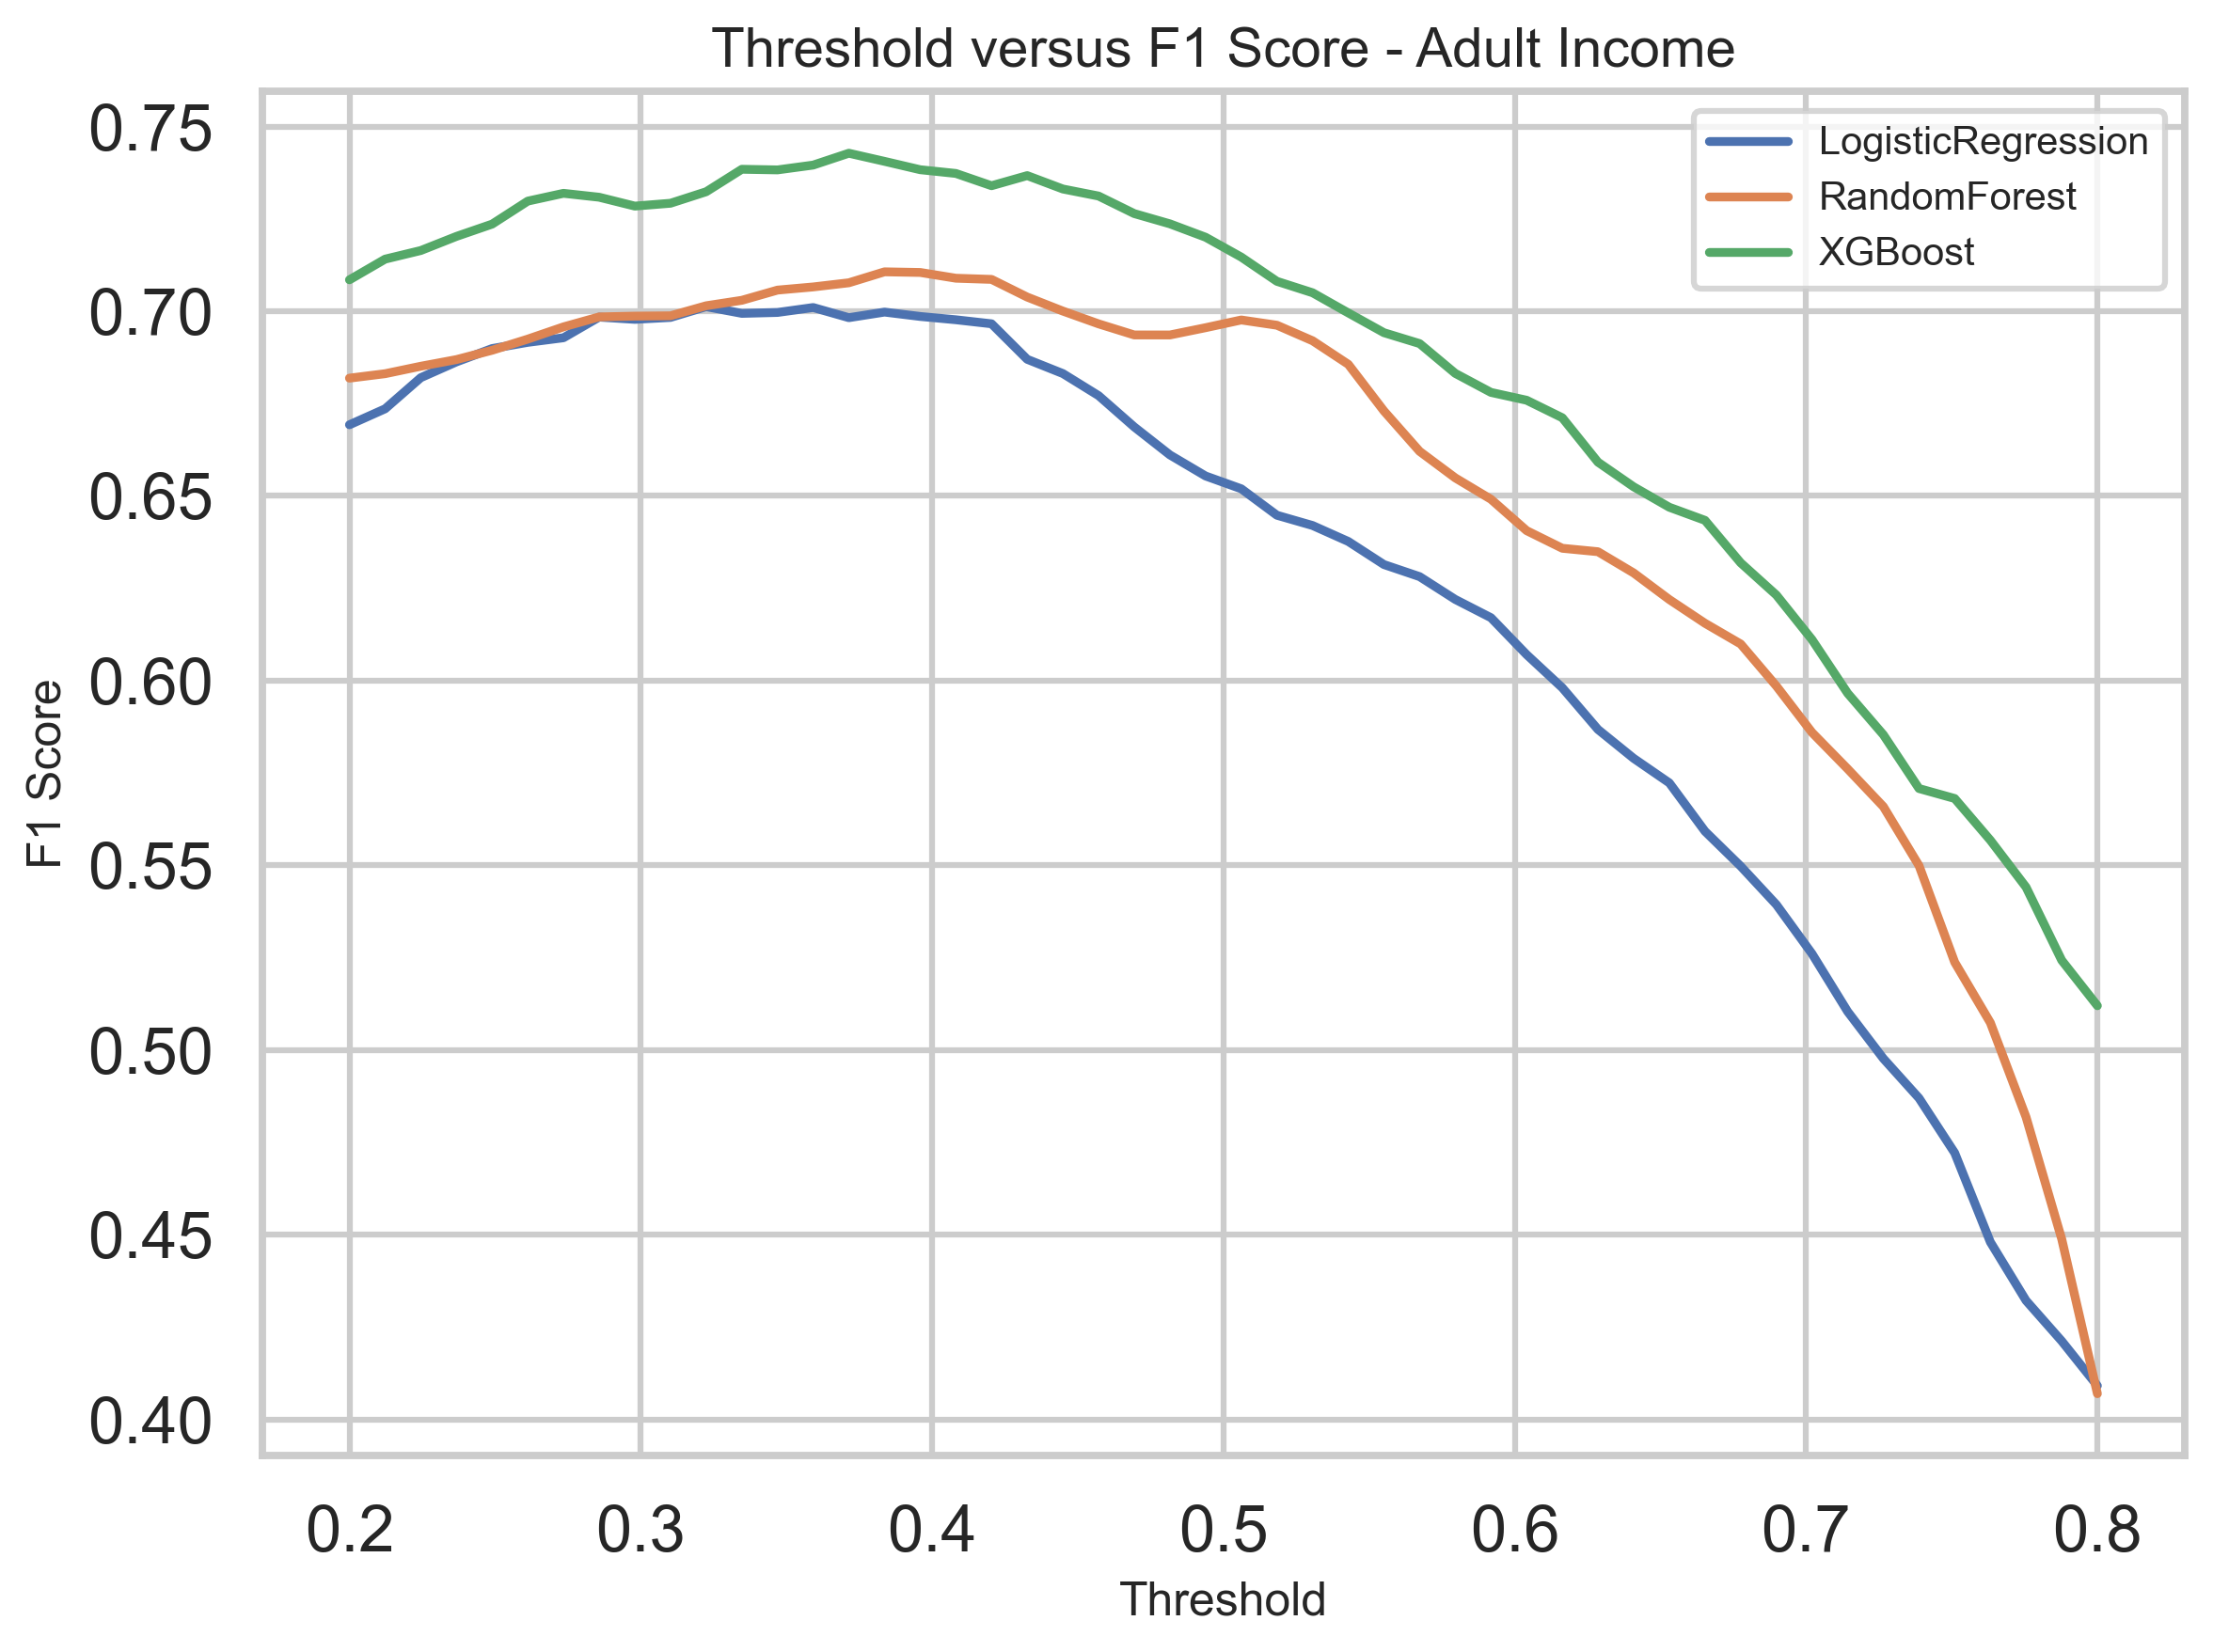 Threshold versus F1 Score - Adult Income
LogisticRegression
RandomForest
XGBoost
F1 Score
0.75
0.70
0.65
0.60
0.55
0.50
0.45
0.40
0.2 0.3 0.4 0.5 0.6 0.7 0.8
Threshold